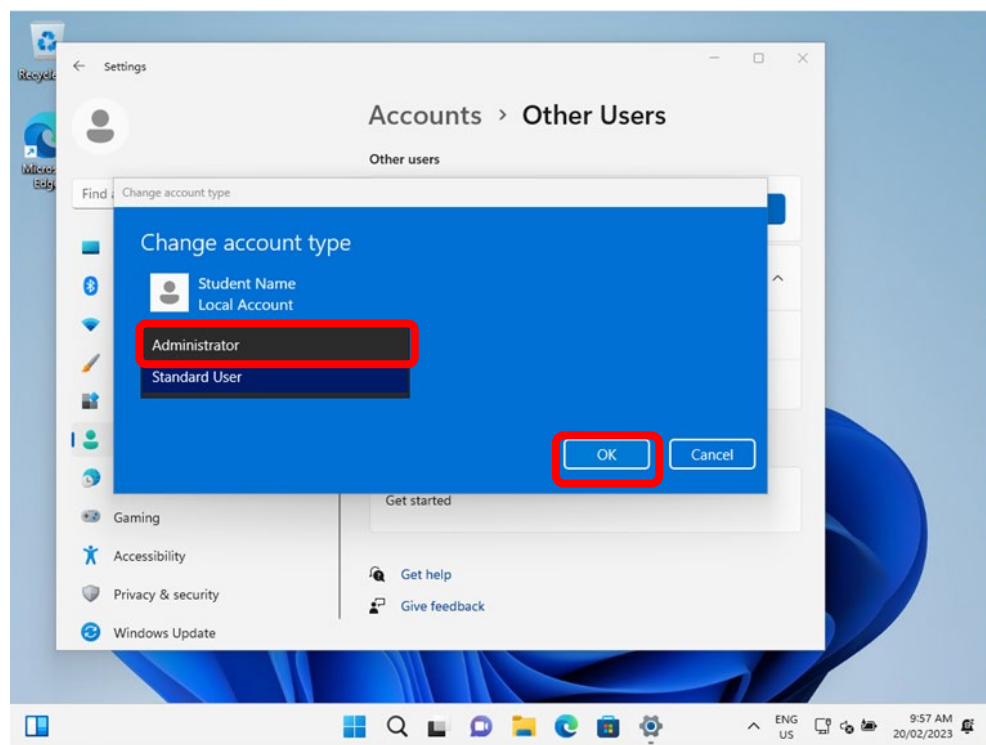 Recycle
Micros
Edg
Settings
Accounts > Other Users
Other users
Find a
Change account type
Change account type
Student Name
Local Account
Administrator
Standard User
OK
Cancel
Get started
Gaming
Accessibility
Privacy & security
Windows Update
Get help
Give feedback
ENG
US
9:57 AM
20/02/2023